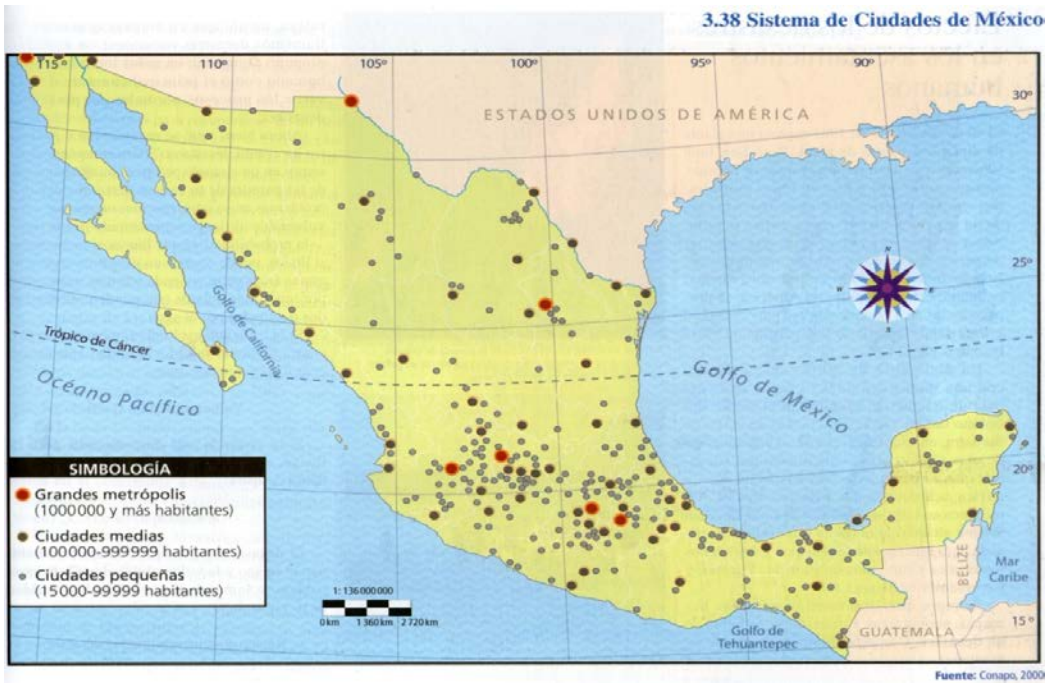 3.38 Sistema de Ciudades de México
115°
110°
105°
100°
95°
90°
30°
25°
20°
15°
ESTADOS UNIDOS DE AMÉRICA
Golfo de California
Trópico de Cáncer
Océano Pacífico
Golfo de México
N
W
E
S
SIMBOLOGÍA
Grandes metrópolis
(1000000 y más habitantes)
Ciudades medias
(100000-999999 habitantes)
Ciudades pequeñas
(15000-99999 habitantes)
1: 136 000 000
0 km 1 360 km 2 720 km
Golfo de
Tehuantepec
BELIZE
Mar
Caribe
GUATEMALA
Fuente: Conapo, 2000